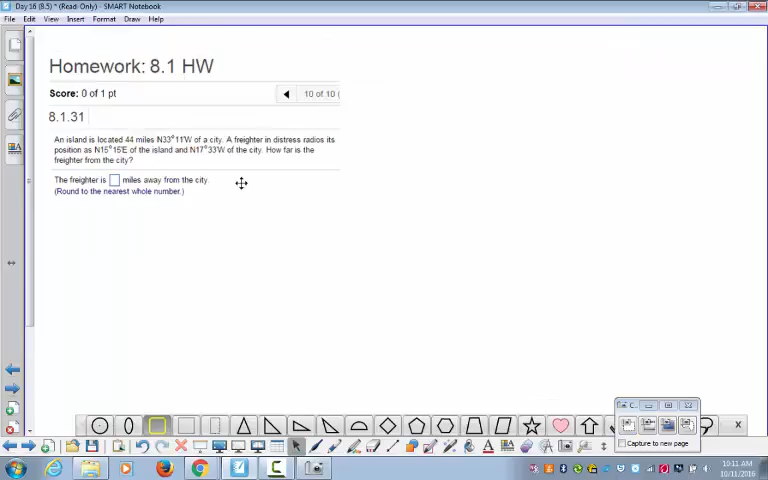 Day 16 (8.5) * (Read-Only) - SMART Notebook
File Edit View Insert Format Draw Help
Homework: 8.1 HW
Score: 0 of 1 pt
10 of 10 (
8.1.31
An island is located 44 miles N33°11'W of a city. A freighter in distress radios its
position as N15°15'E of the island and N17°33'W of the city. How far is the
freighter from the city?
The freighter is miles away from the city
(Round to the nearest whole number.)
C..
Capture to new page
10:11 AM
10/11/2016